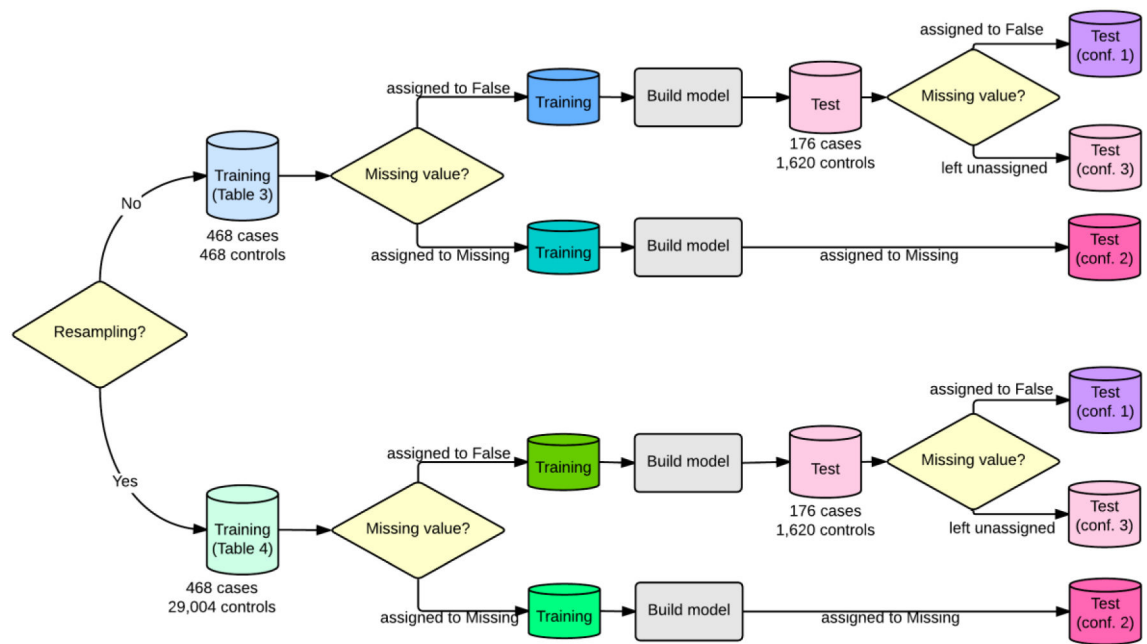 assigned to False
Test
(conf. 1)
assigned to False
Training
Build model
Test
Missing value?
176 cases
1,620 controls
Test
(conf. 3)
left unassigned
Training
(Table 3)
Missing value?
No
468 cases
468 controls
assigned to Missing
Training
Build model
assigned to Missing
Test
(conf. 2)
Resampling?
assigned to False
Test
(conf. 1)
assigned to False
Training
Build model
Test
Missing value?
Yes
176 cases
1,620 controls
Test
(conf. 3)
left unassigned
Training
(Table 4)
Missing value?
468 cases
29,004 controls
assigned to Missing
Training
Build model
assigned to Missing
Test
(conf. 2)